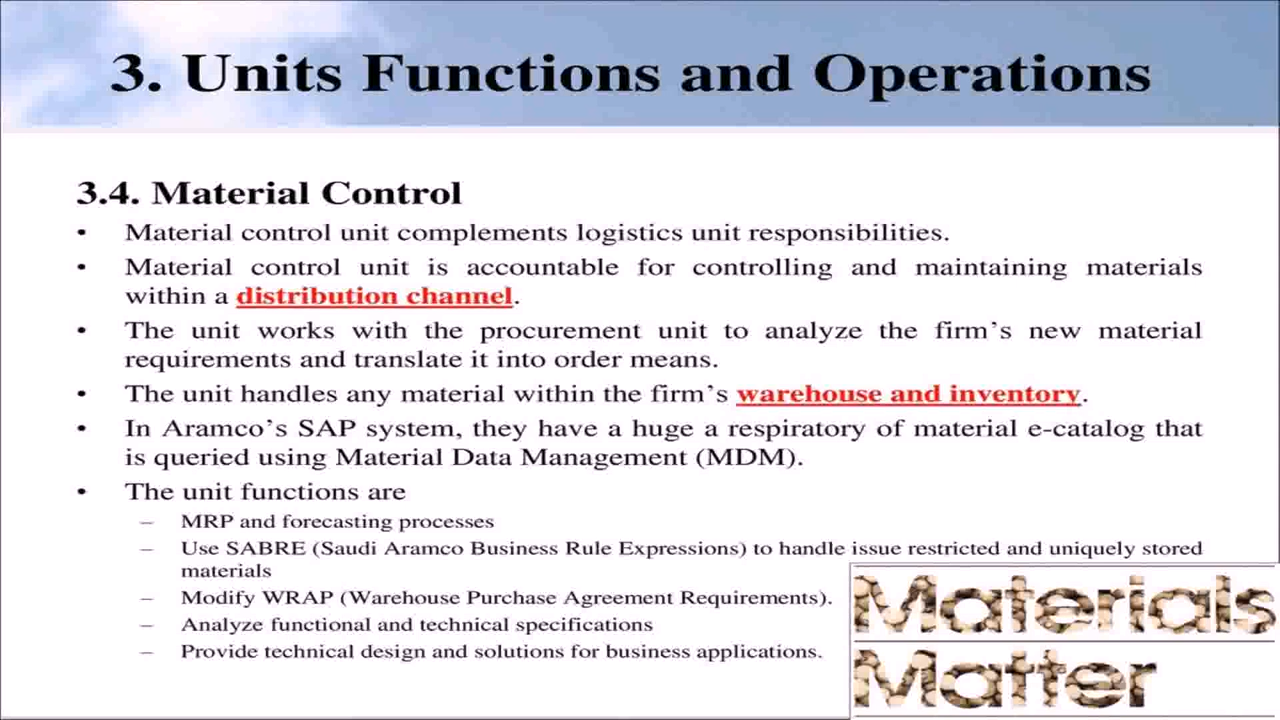 3. Units Functions and Operations
3.4. Material Control
• Material control unit complements logistics unit responsibilities.
• Material control unit is accountable for controlling and maintaining materials
within a distribution channel.
• The unit works with the procurement unit to analyze the firm's new material
requirements and translate it into order means.
• The unit handles any material within the firm's warehouse and inventory.
• In Aramco's SAP system, they have a huge a respiratory of material e-catalog that
is queried using Material Data Management (MDM).
• The unit functions are
– MRP and forecasting processes
– Use SABRE (Saudi Aramco Business Rule Expressions) to handle issue restricted and uniquely stored
materials
– Modify WRAP (Warehouse Purchase Agreement Requirements).
– Analyze functional and technical specifications
– Provide technical design and solutions for business applications.
Materials
Matter